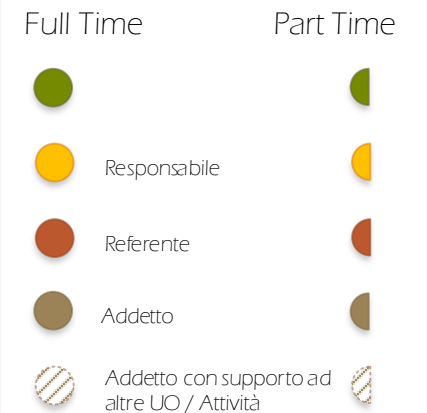 Full Time Part Time
Responsabile
Referente
Addetto
Addetto con supporto ad
altre UO / Attività